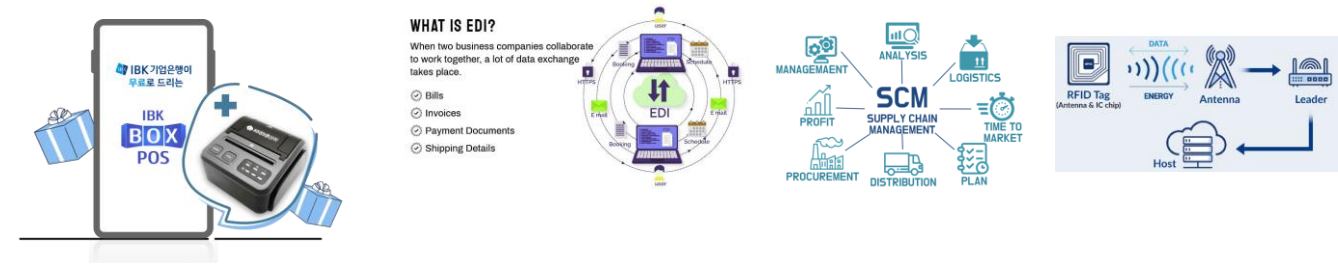 IBK 기업은행이
무료로 드리는
IBK
BOX
POS
WHAT IS EDI?
When two business companies collaborate
to work together, a lot of data exchange
takes place.
Bills
Invoices
Payment Documents
Shipping Details
user
Booking
Schedule
HTTPS
HTTPS
E mail
E mail
EDI
Booking
Schedule
user
MANAGEMAENT
ANALYSIS
LOGISTICS
PROFIT
SCM
SUPPLY CHAIN
MANAGEMENT
TIME TO
MARKET
PROCUREMENT
DISTRIBUTION
PLAN
DATA
ENERGY
RFID Tag
(Antenna & IC chip)
Antenna
Leader
Host